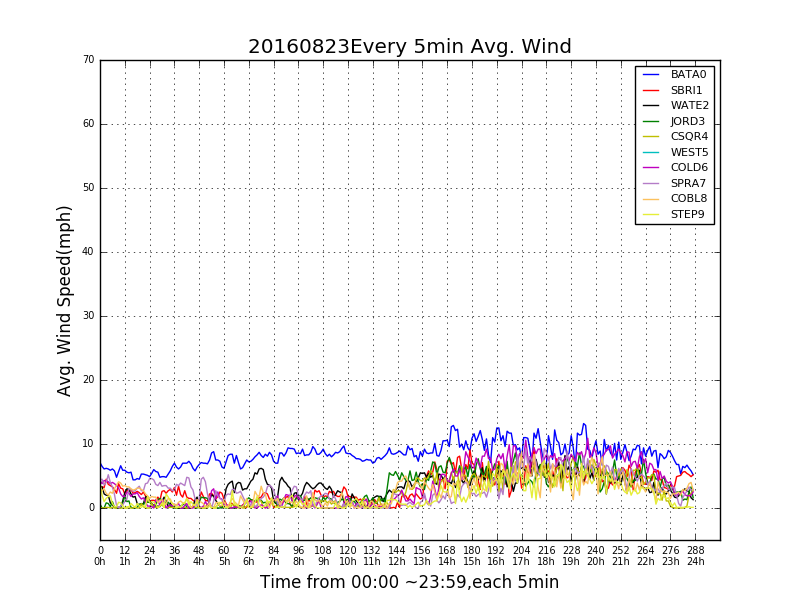 20160823Every 5min Avg. Wind
70
60
50
40
30
20
10
0
Avg. Wind Speed(mph)
BATA0
SBRI1
WATE2
JORD3
CSQR4
WEST5
COLD6
SPRA7
COBL8
STEP9
0 12 24 36 48 60 72 84 96 108 120 132 144 156 168 180 192 204 216 228 240 252 264 276 288
0h 1h 2h 3h 4h 5h 6h 7h 8h 9h 10h 11h 12h 13h 14h 15h 16h 17h 18h 19h 20h 21h 22h 23h 24h
Time from 00:00 ~23:59,each 5min